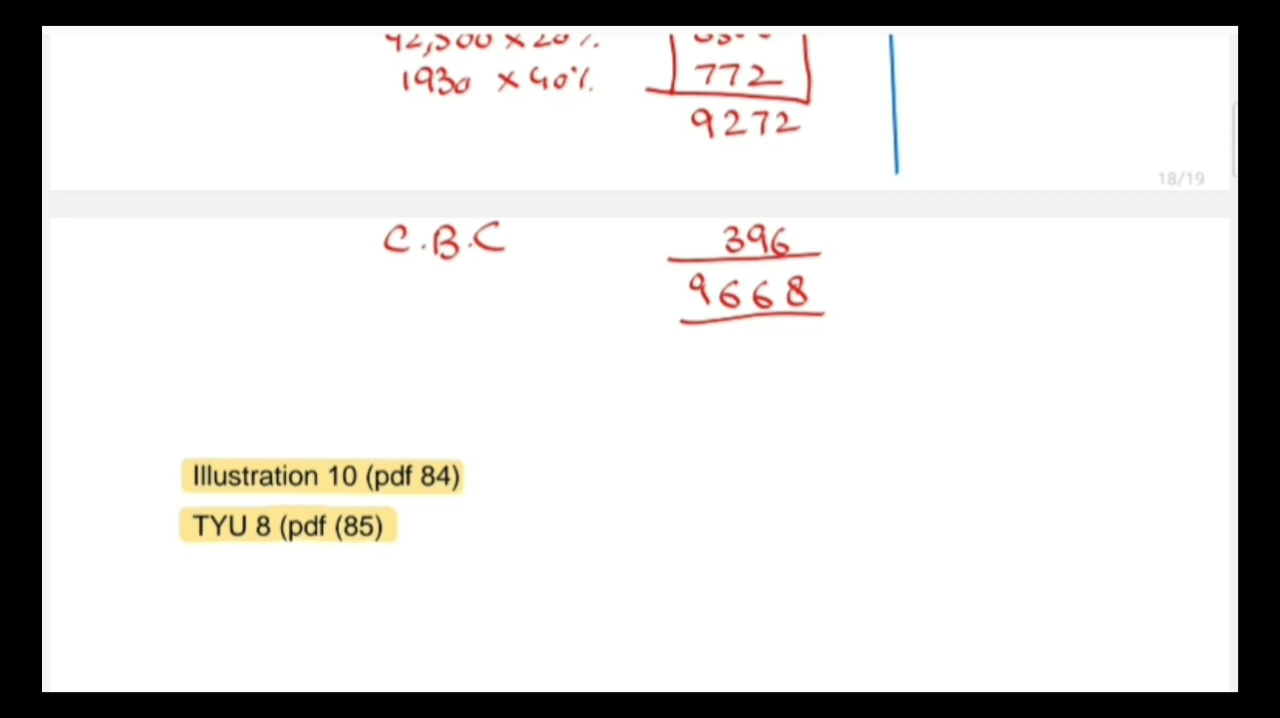 1930 x 40% 772
9272
18/19
C.B.C 396
9668
Illustration 10 (pdf 84)
TYU 8 (pdf (85)